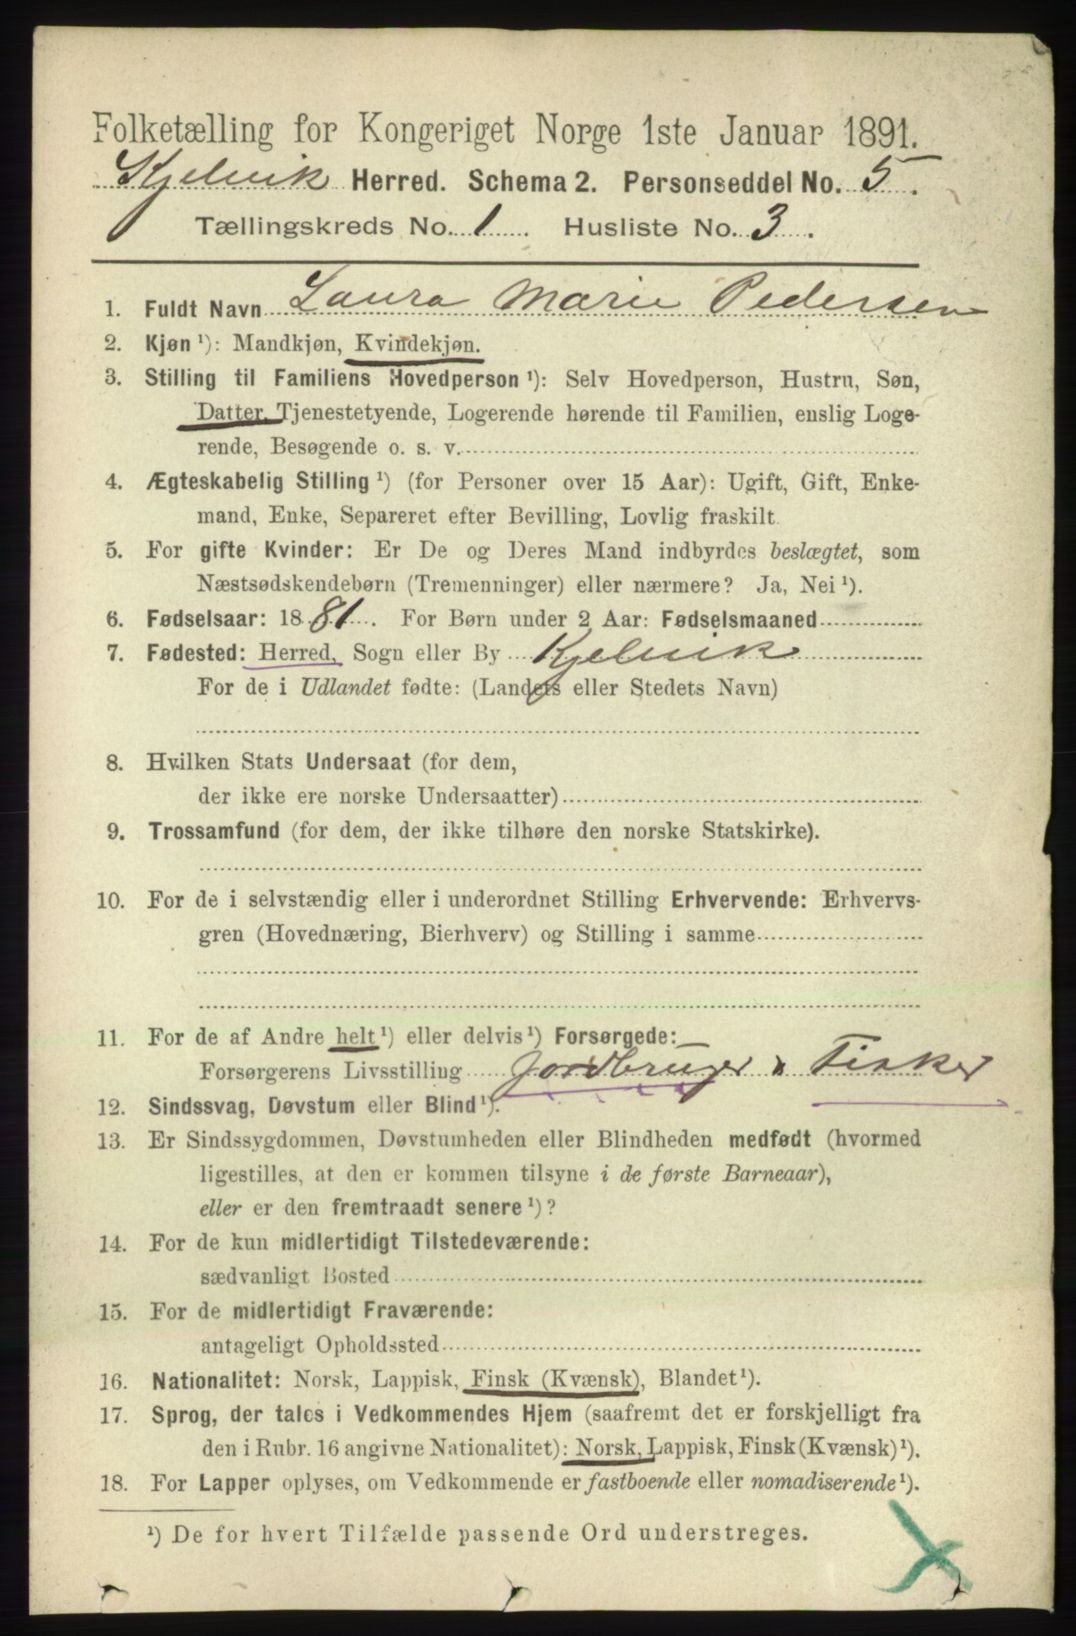 Folketælling for Kongeriget Norge 1ste Januar 1891.
Kjelvik Herred. Schema 2. Personseddel No. 5.
Tællingskreds No. 1. Husliste No. 3.
1. Fuldt Navn Laura Marie Pedersen
2. Kjøn ¹): Mandkjøn, Kvindekjøn.
3. Stilling til Familiens Hovedperson ¹): Selv Hovedperson, Hustru, Søn,
Datter, Tjenestetyende, Logerende hørende til Familien, enslig Loge-
rende, Besøgende o. s. v.
4. Ægteskabelig Stilling ¹) (for Personer over 15 Aar): Ugift, Gift, Enke-
mand, Enke, Separeret efter Bevilling, Lovlig fraskilt.
5. For gifte Kvinder: Er De og Deres Mand indbyrdes beslægtet, som
Næstsødskendebørn (Tremenninger) eller nærmere? Ja, Nei ¹).
6. Fødselsaar: 1881. For Børn under 2 Aar: Fødselsmaaned
7. Fødested: Herred, Sogn eller By Kjelvik
For de i Udlandet fødte: (Landets eller Stedets Navn)
8. Hvilken Stats Undersaat (for dem,
der ikke ere norske Undersaatter)
9. Trossamfund (for dem, der ikke tilhøre den norske Statskirke).
10. For de i selvstændig eller i underordnet Stilling Erhvervende: Erhvervs-
gren (Hovednæring, Bierhverv) og Stilling i samme
11. For de af Andre helt ¹) eller delvis ¹) Forsørgede:
Forsørgerens Livsstilling Jordbruger Fisker
12. Sindssvag, Døvstum eller Blind ¹).
13. Er Sindssygdommen, Døvstumheden eller Blindheden medfødt (hvormed
ligestilles, at den er kommen tilsyne i de første Barneaar),
eller er den fremtraadt senere ¹)?
14. For de kun midlertidigt Tilstedeværende:
sædvanligt Bosted
15. For de midlertidigt Fraværende:
antageligt Opholdssted
16. Nationalitet: Norsk, Lappisk, Finsk (Kvænsk), Blandet ¹).
17. Sprog, der tales i Vedkommendes Hjem (saafremt det er forskjelligt fra
den i Rubr. 16 angivne Nationalitet): Norsk, Lappisk, Finsk (Kvænsk) ¹).
18. For Lapper oplyses, om Vedkommende er fastboende eller nomadiserende ¹).
¹) De for hvert Tilfælde passende Ord understreges.